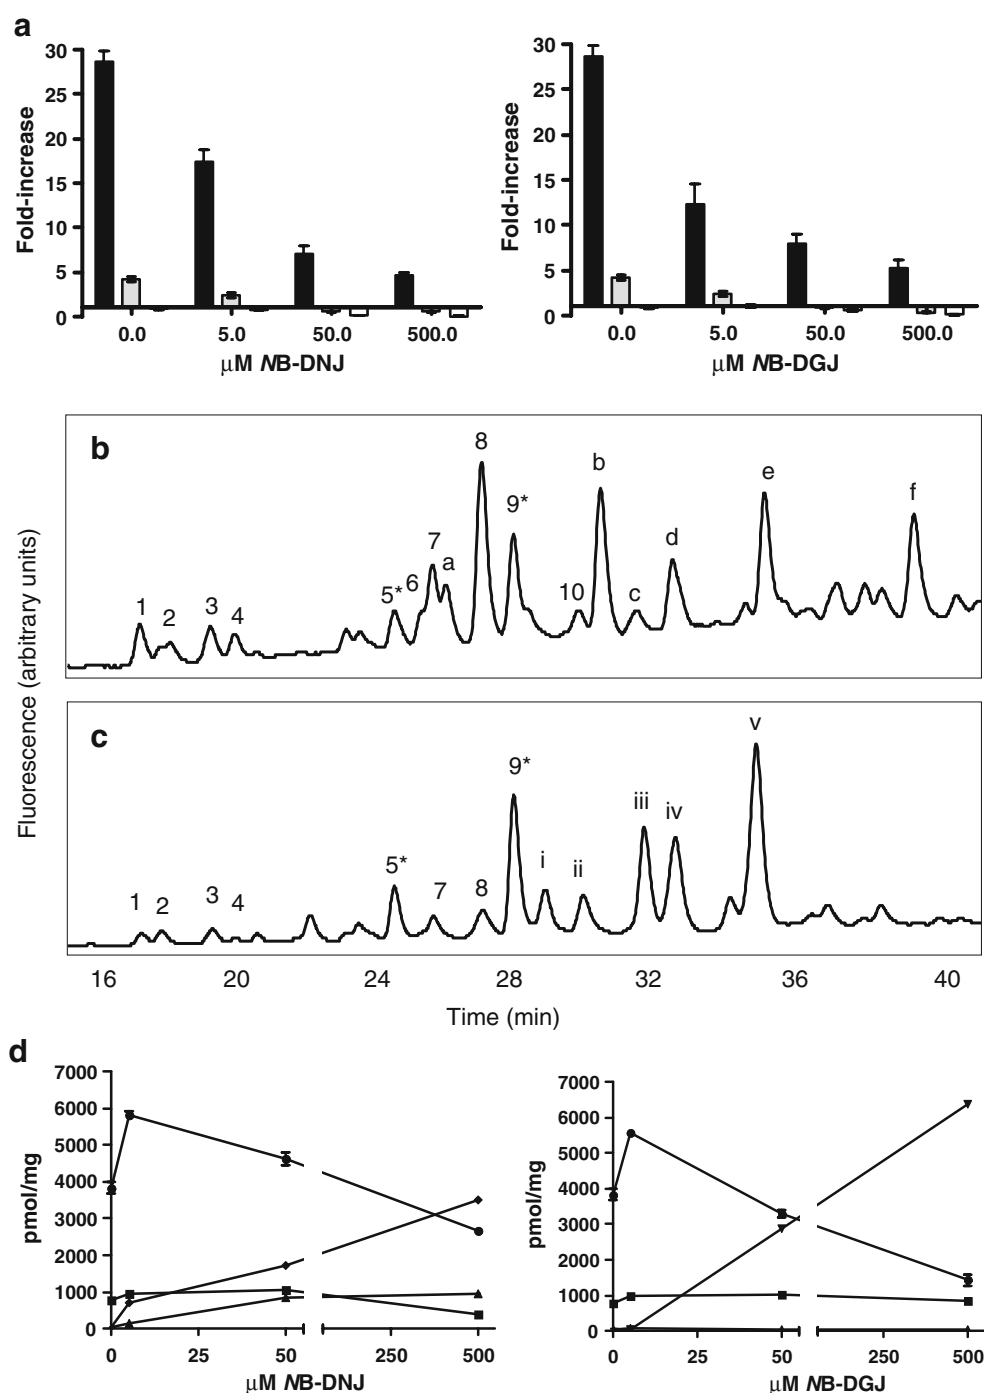 a
30
25
20
15
10
5
0
Fold-increase
0.0 5.0 50.0 500.0
µM NB-DNJ
30
25
20
15
10
5
0
Fold-increase
0.0 5.0 50.0 500.0
µM NB-DGJ
Fluorescence (arbitrary units)
b
1 2 3 4 5* 6 7 a 8 9* 10 b c d e f
c
1 2 3 4 5* 7 8 9* i ii iii iv v
16 20 24 28 32 36 40
Time (min)
d
7000
6000
5000
4000
3000
2000
1000
0
pmol/mg
0 25 50 250 500
µM NB-DNJ
7000
6000
5000
4000
3000
2000
1000
0
pmol/mg
0 25 50 250 500
µM NB-DGJ